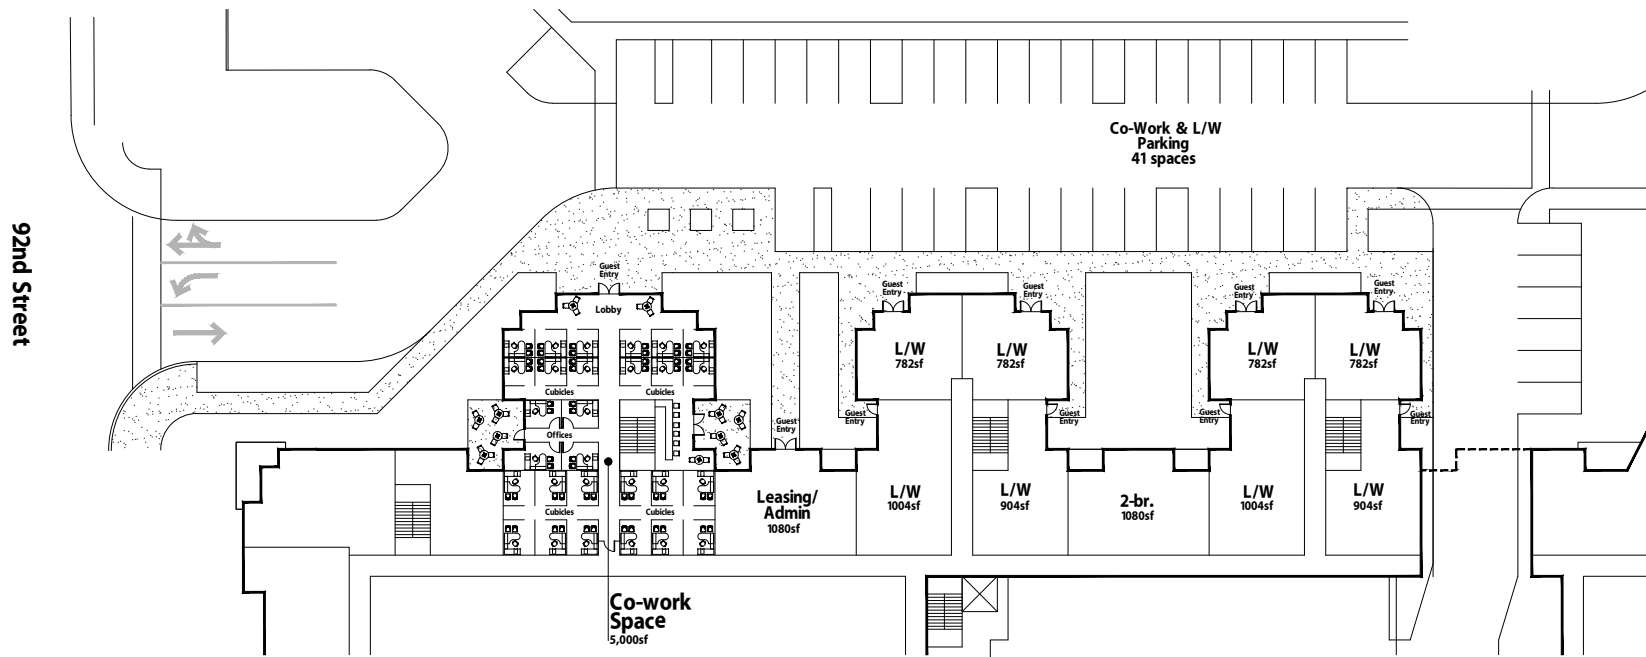 Co-Work & L/W
Parking
41 spaces
92nd Street
Guest
Entry
Lobby
Guest
Entry
Guest
Entry
Guest
Entry
Guest
Entry
L/W
782sf
L/W
782sf
L/W
782sf
L/W
782sf
Cubicles
Cubicles
Offices
Guest
Entry
Guest
Entry
Guest
Entry
Guest
Entry
Guest
Entry
Cubicles
Cubicles
Leasing/
Admin
1080sf
L/W
1004sf
L/W
904sf
2-br.
1080sf
L/W
1004sf
L/W
904sf
Co-work
Space
5,000sf